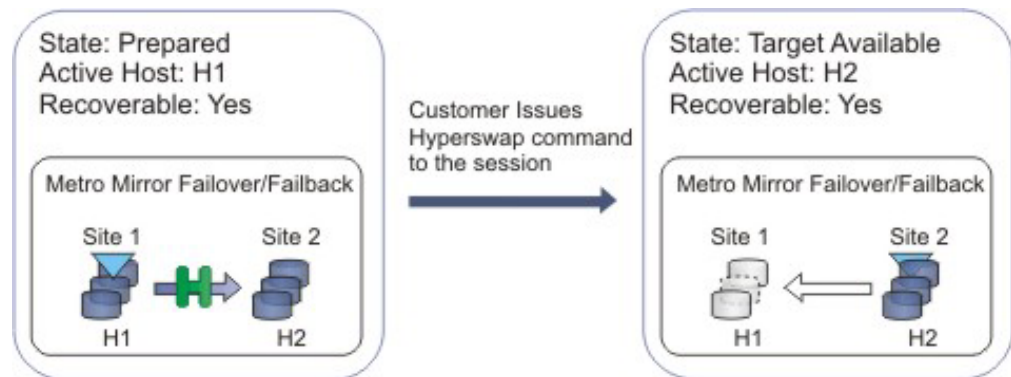 State: Prepared
Active Host: H1
Recoverable: Yes
Metro Mirror Failover/Failback
Site 1
Site 2
H1
H2
Customer Issues
Hyperswap command
to the session
State: Target Available
Active Host: H2
Recoverable: Yes
Metro Mirror Failover/Failback
Site 1
Site 2
H1
H2